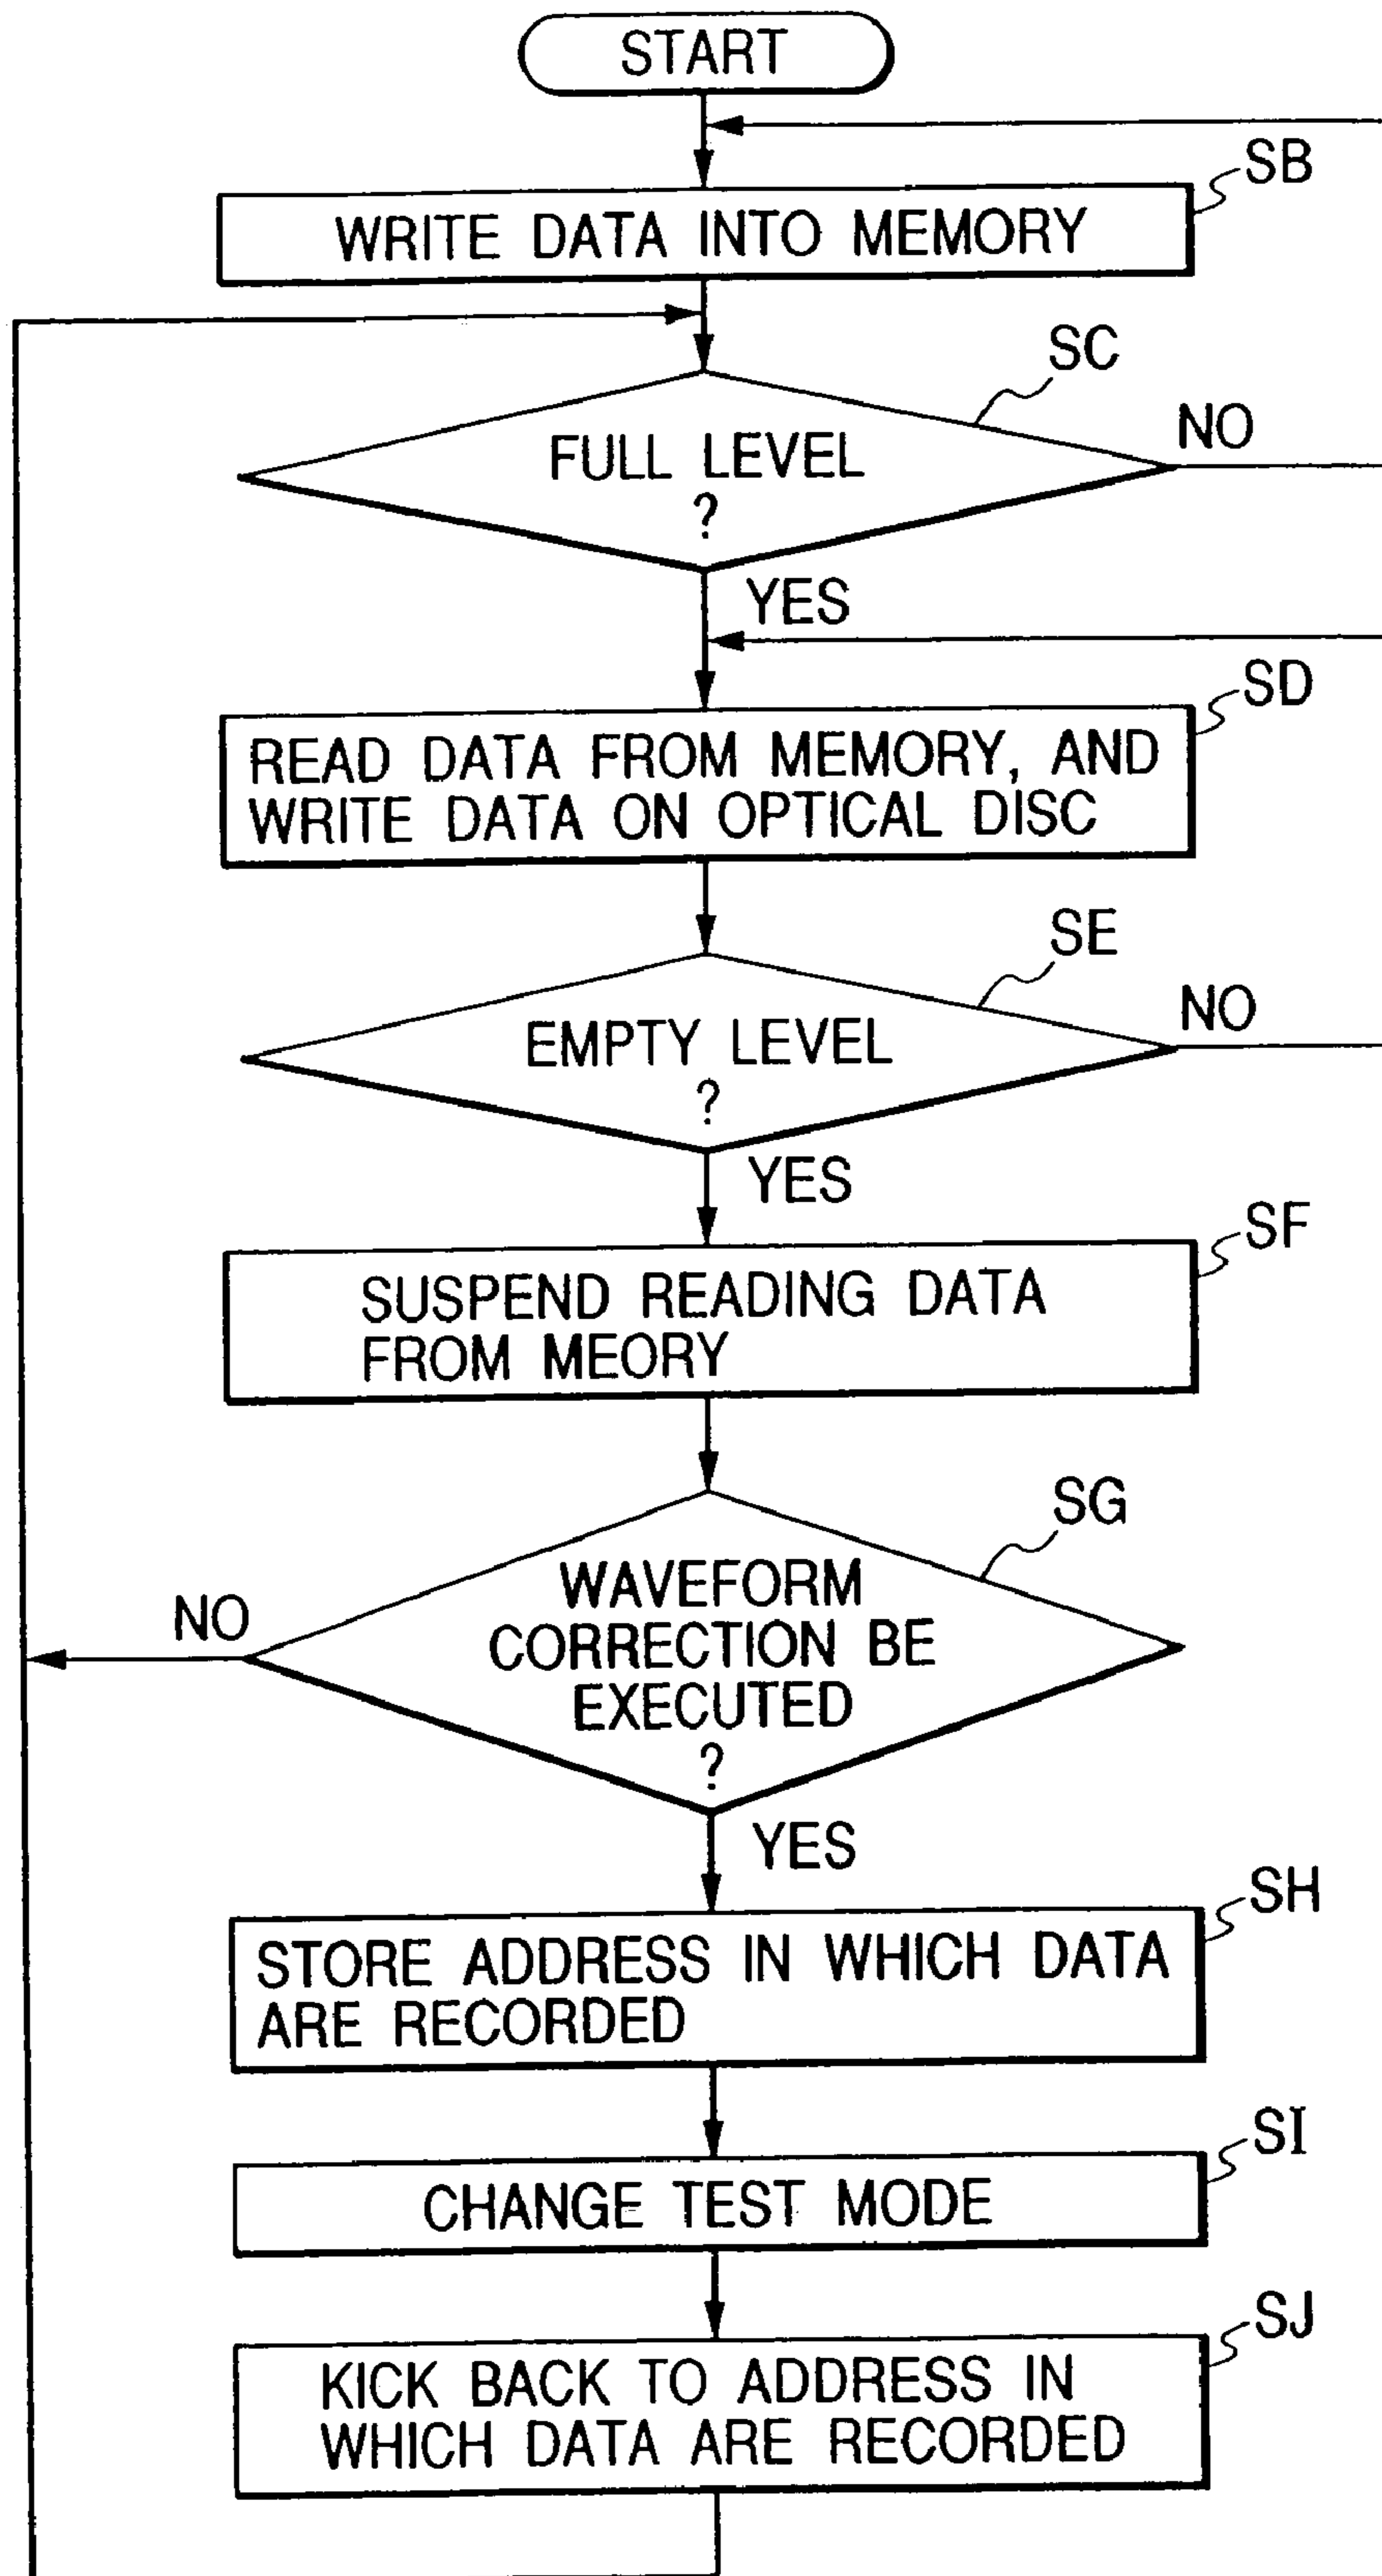 START
SB
WRITE DATA INTO MEMORY
SC
FULL LEVEL
?
NO
YES
SD
READ DATA FROM MEMORY, AND
WRITE DATA ON OPTICAL DISC
SE
EMPTY LEVEL
?
NO
YES
SF
SUSPEND READING DATA
FROM MEORY
SG
WAVEFORM
CORRECTION BE
EXECUTED
?
NO
YES
SH
STORE ADDRESS IN WHICH DATA
ARE RECORDED
SI
CHANGE TEST MODE
SJ
KICK BACK TO ADDRESS IN
WHICH DATA ARE RECORDED